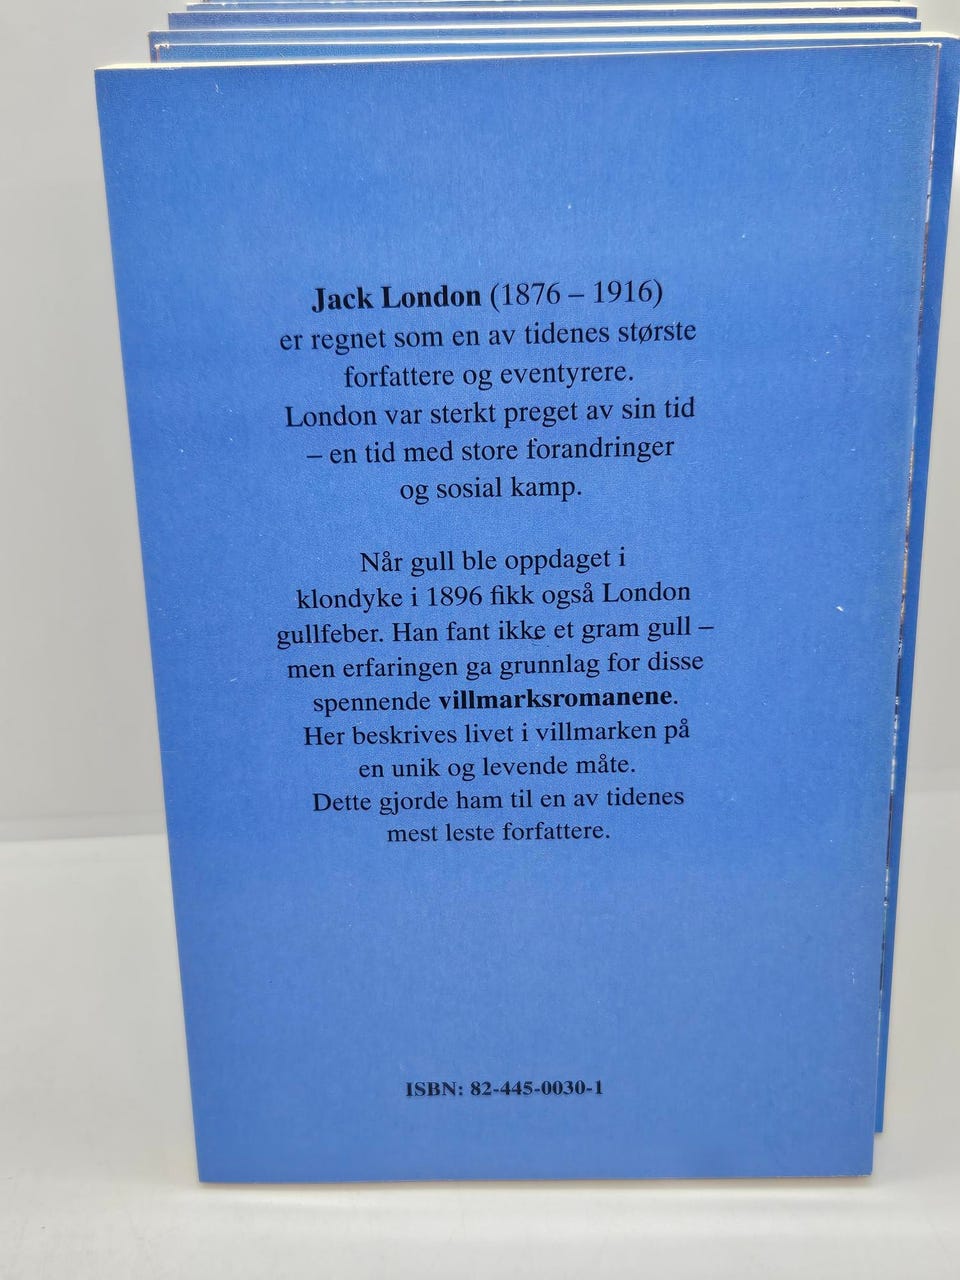 Jack London (1876 – 1916)
er regnet som en av tidenes største
forfattere og eventyrere.
London var sterkt preget av sin tid
– en tid med store forandringer
og sosial kamp.
Når gull ble oppdaget i
klondyke i 1896 fikk også London
gullfeber. Han fant ikke et gram gull –
men erfaringen ga grunnlag for disse
spennende villmarksromanene.
Her beskrives livet i villmarken på
en unik og levende måte.
Dette gjorde ham til en av tidenes
mest leste forfattere.
ISBN: 82-445-0030-1